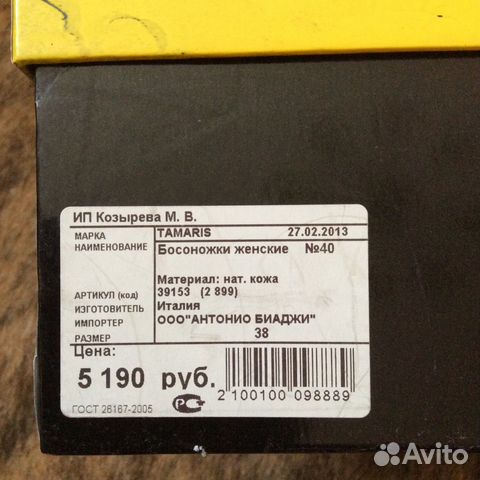 ИП Козырева М. В.
МАРКА TAMARIS 27.02.2013
НАИМЕНОВАНИЕ Босоножки женские №40
Материал: нат. кожа
АРТИКУЛ (код) 39153 (2 899)
ИЗГОТОВИТЕЛЬ Италия
ИМПОРТЕР ООО"АНТОНИО БИАДЖИ"
РАЗМЕР 38
Цена:
5 190 руб.
ГОСТ 26167-2005
2 100100 098889
Avito